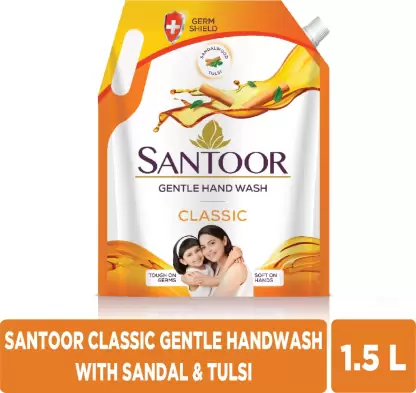 GERM
SHIELD
SANDALWOOD
TULSI
SANTOOR
GENTLE HAND WASH
CLASSIC
TOUGH ON
GERMS
SOFT ON
HANDS
SANTOOR CLASSIC GENTLE HANDWASH
WITH SANDAL & TULSI
1.5 L